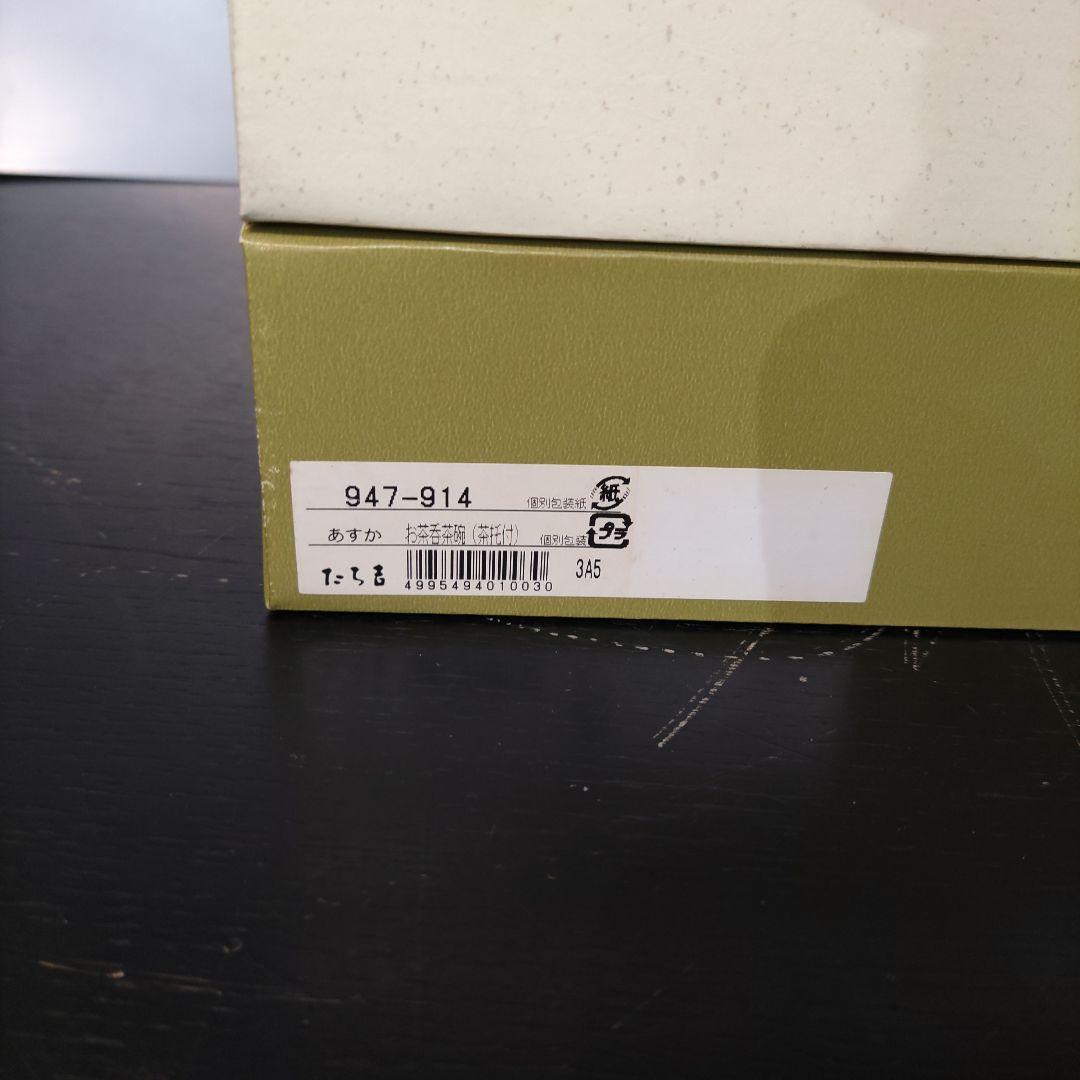 947-914 個別包装紙 紙
あすか お茶呑茶碗(茶托付) 個別包装 プラ
たち吉 4995494010030 3A5